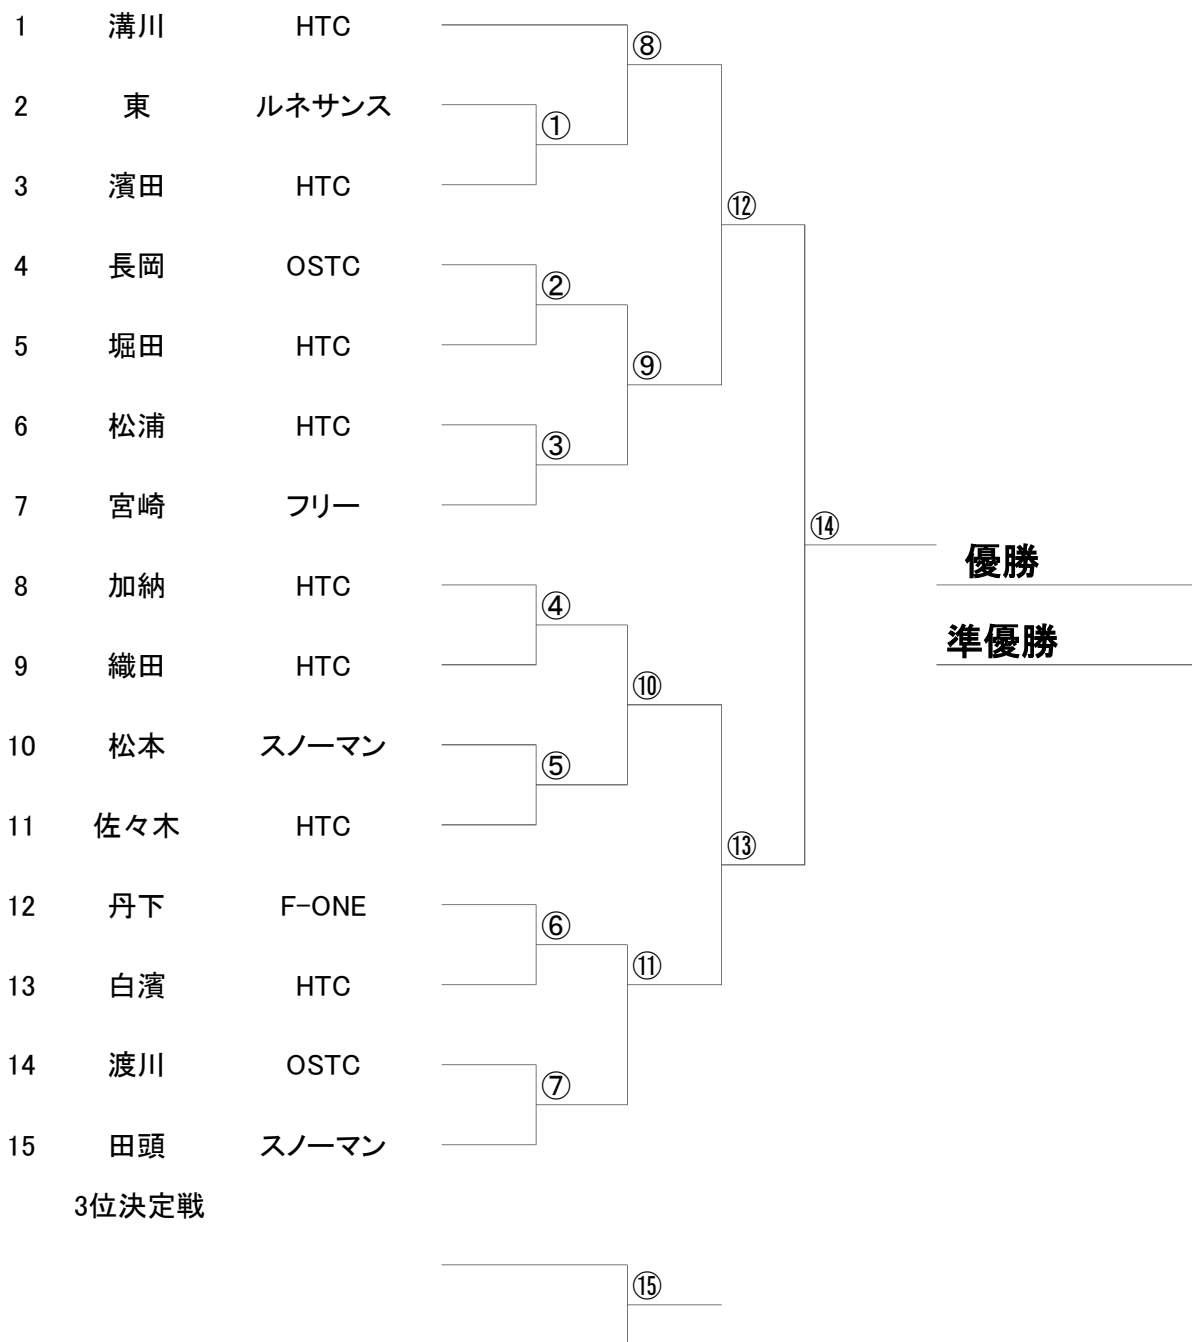 1 溝川 HTC
⑧
2 東 ルネサンス
①
3 濱田 HTC
⑫
4 長岡 OSTC
②
5 堀田 HTC
⑨
6 松浦 HTC
③
7 宮崎 フリー
⑭
優勝
8 加納 HTC
④
準優勝
9 織田 HTC
⑩
10 松本 スノーマン
⑤
11 佐々木 HTC
⑬
12 丹下 F-ONE
⑥
13 白濱 HTC
⑪
14 渡川 OSTC
⑦
15 田頭 スノーマン
3位決定戦
⑮